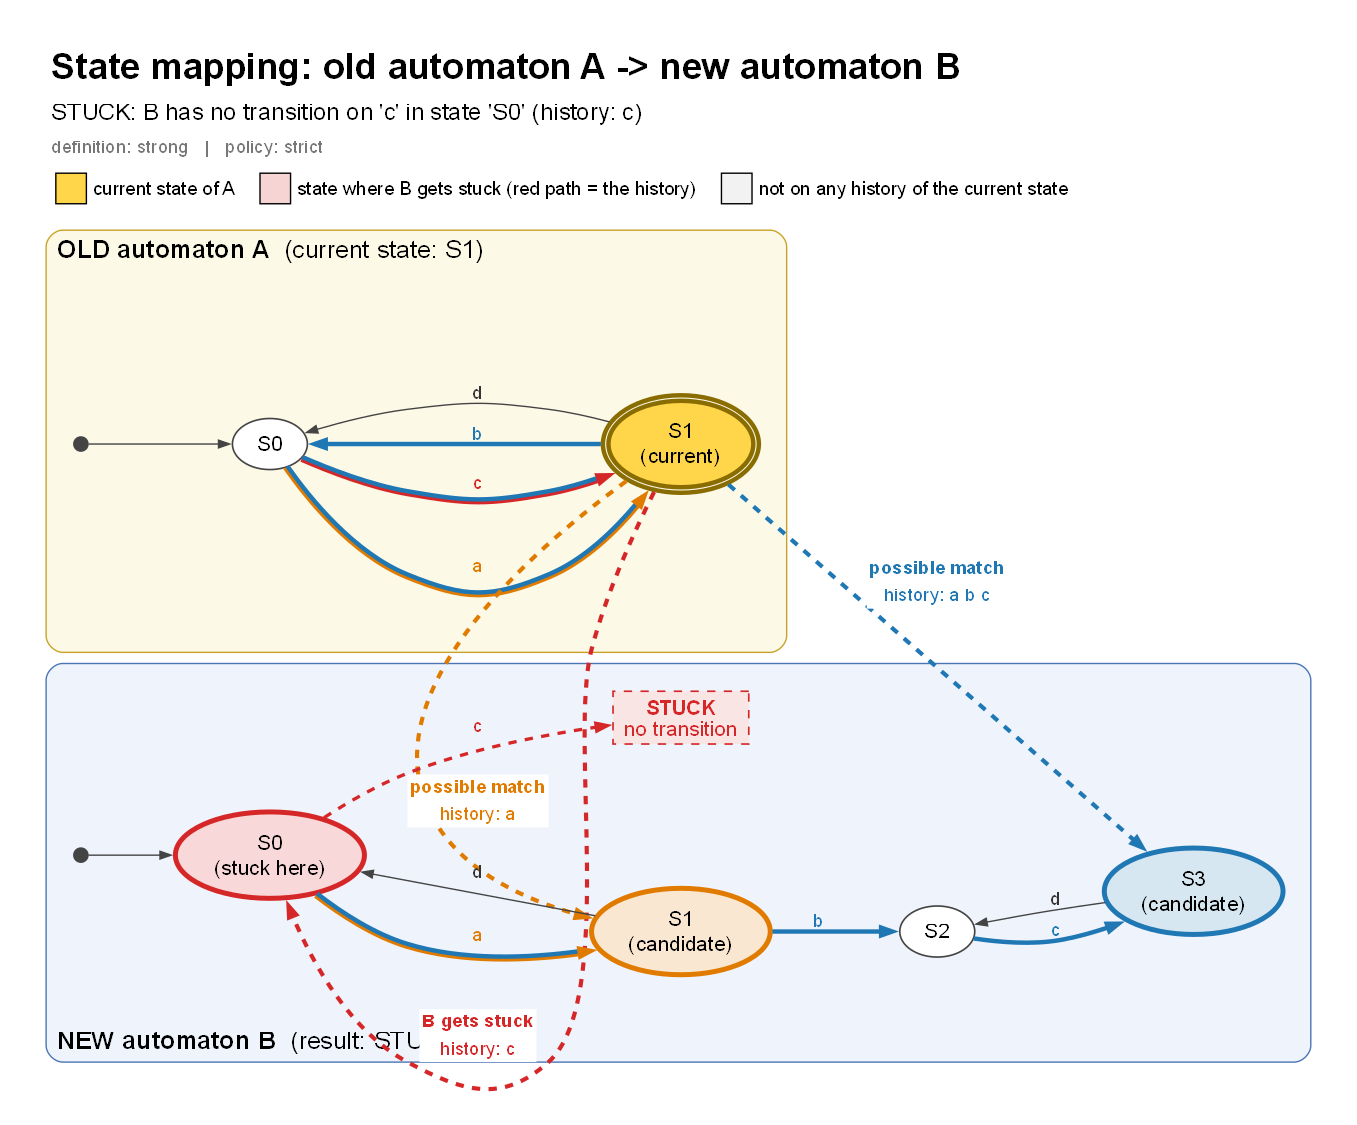 State mapping: old automaton A -> new automaton B
STUCK: B has no transition on 'c' in state 'S0' (history: c)
definition: strong | policy: strict
current state of A
state where B gets stuck (red path = the history)
not on any history of the current state
OLD automaton A (current state: S1)
d
S0
b
S1
(current)
c
a
possible match
history: a b c
STUCK
no transition
c
possible match
history: a
S0
(stuck here)
d
S1
(candidate)
a
b
S2
d
c
S3
(candidate)
B gets stuck
history: c
NEW automaton B (result: STU